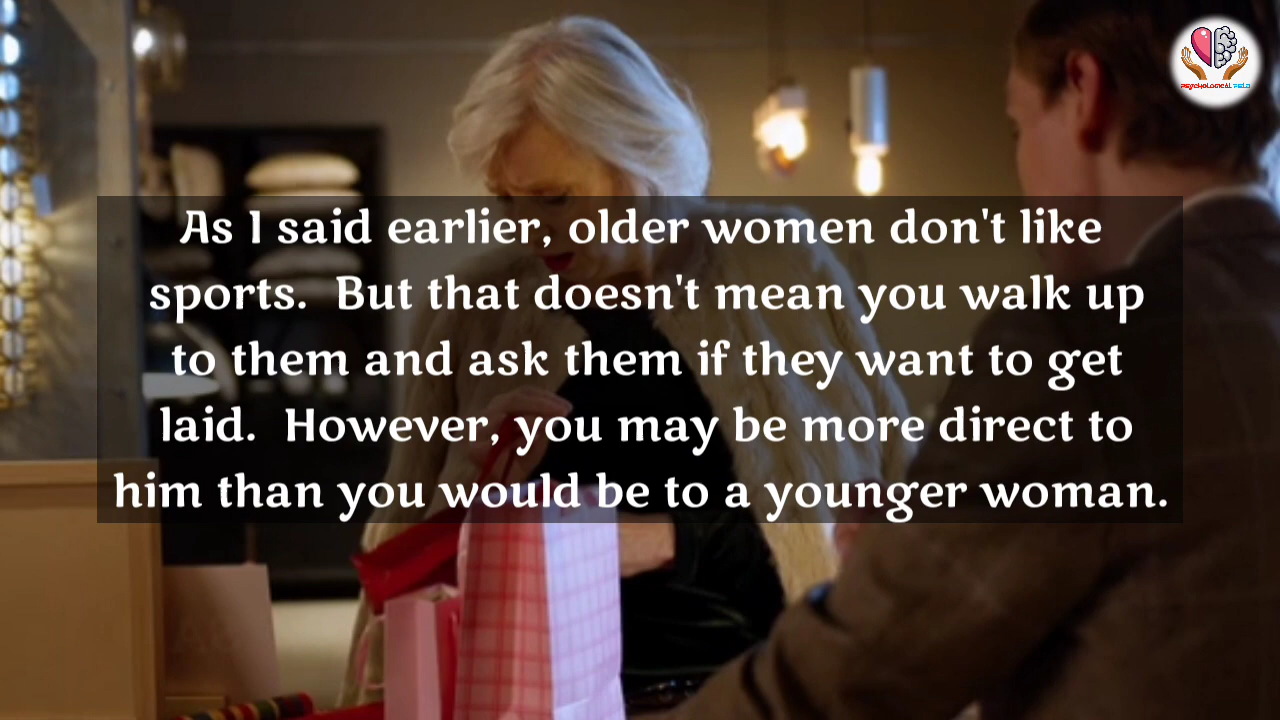 PSYCHOLOGICAL FIELD
As I said earlier, older women don't like
sports.  But that doesn't mean you walk up
to them and ask them if they want to get
laid.  However, you may be more direct to
him than you would be to a younger woman.